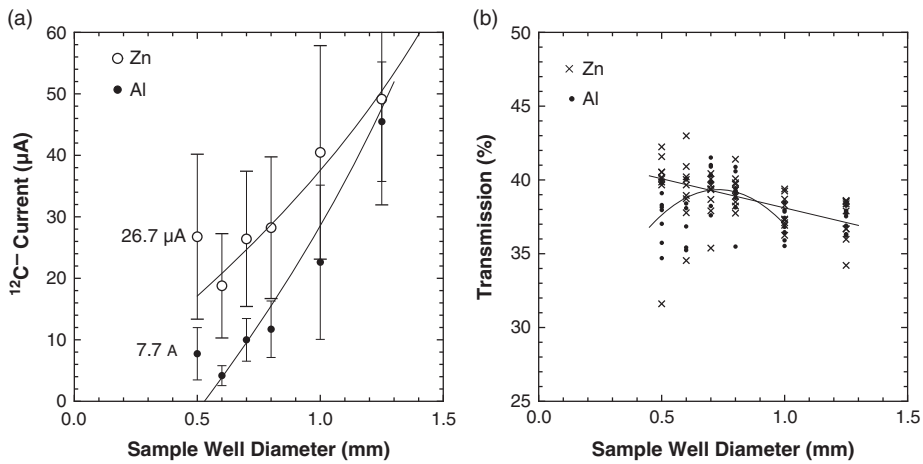 (a)
60
50
40
30
20
10
0
0.0 0.5 1.0 1.5
¹²C– Current (µA)
Sample Well Diameter (mm)
Zn
Al
26.7 µA
7.7 A
(b)
50
45
40
35
30
25
0.0 0.5 1.0 1.5
Transmission (%)
Sample Well Diameter (mm)
Zn
Al